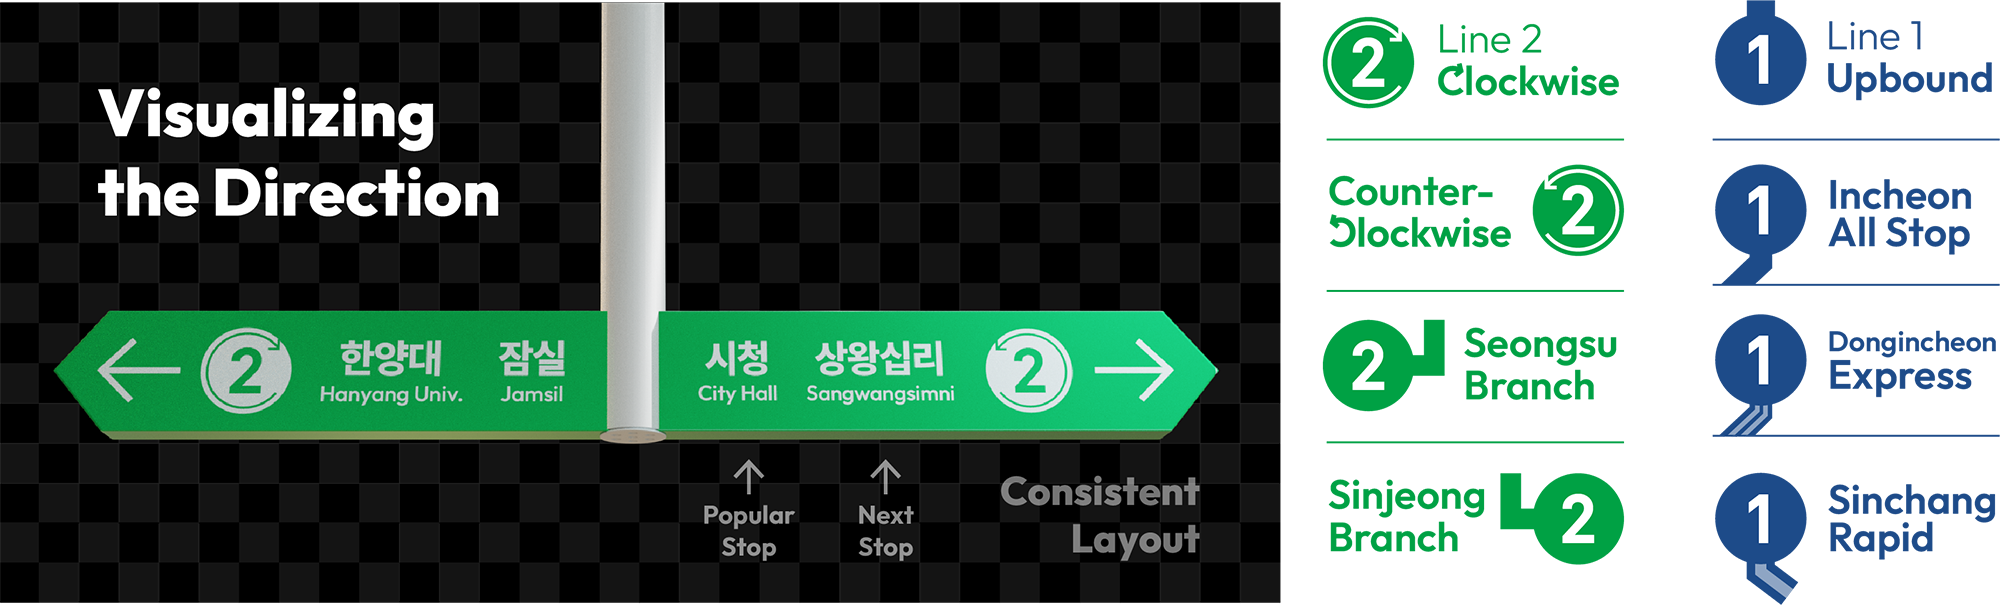 Visualizing
the Direction
2
한양대
Hanyang Univ.
잠실
Jamsil
시청
City Hall
상왕십리
Sangwangsimni
2
Popular
Stop
Next
Stop
Consistent
Layout
2
Line 2
Clockwise
Counter-
Clockwise
2
2
Seongsu
Branch
Sinjeong
Branch
2
1
Line 1
Upbound
1
Incheon
All Stop
1
Dongincheon
Express
1
Sinchang
Rapid